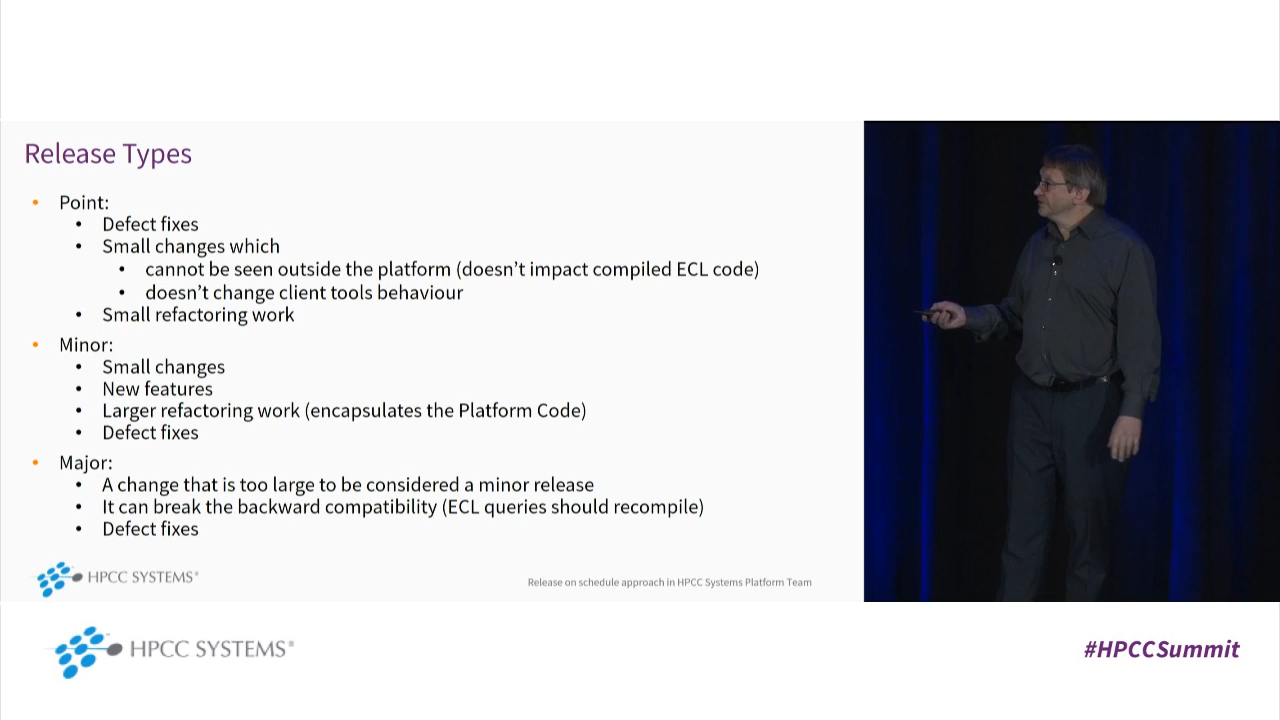 Release Types
• Point:
• Defect fixes
• Small changes which
• cannot be seen outside the platform (doesn't impact compiled ECL code)
• doesn't change client tools behaviour
• Small refactoring work
• Minor:
• Small changes
• New features
• Larger refactoring work (encapsulates the Platform Code)
• Defect fixes
• Major:
• A change that is too large to be considered a minor release
• It can break the backward compatibility (ECL queries should recompile)
• Defect fixes
HPCC SYSTEMS®
Release on schedule approach in HPCC Systems Platform Team
HPCC SYSTEMS®
#HPCCSummit